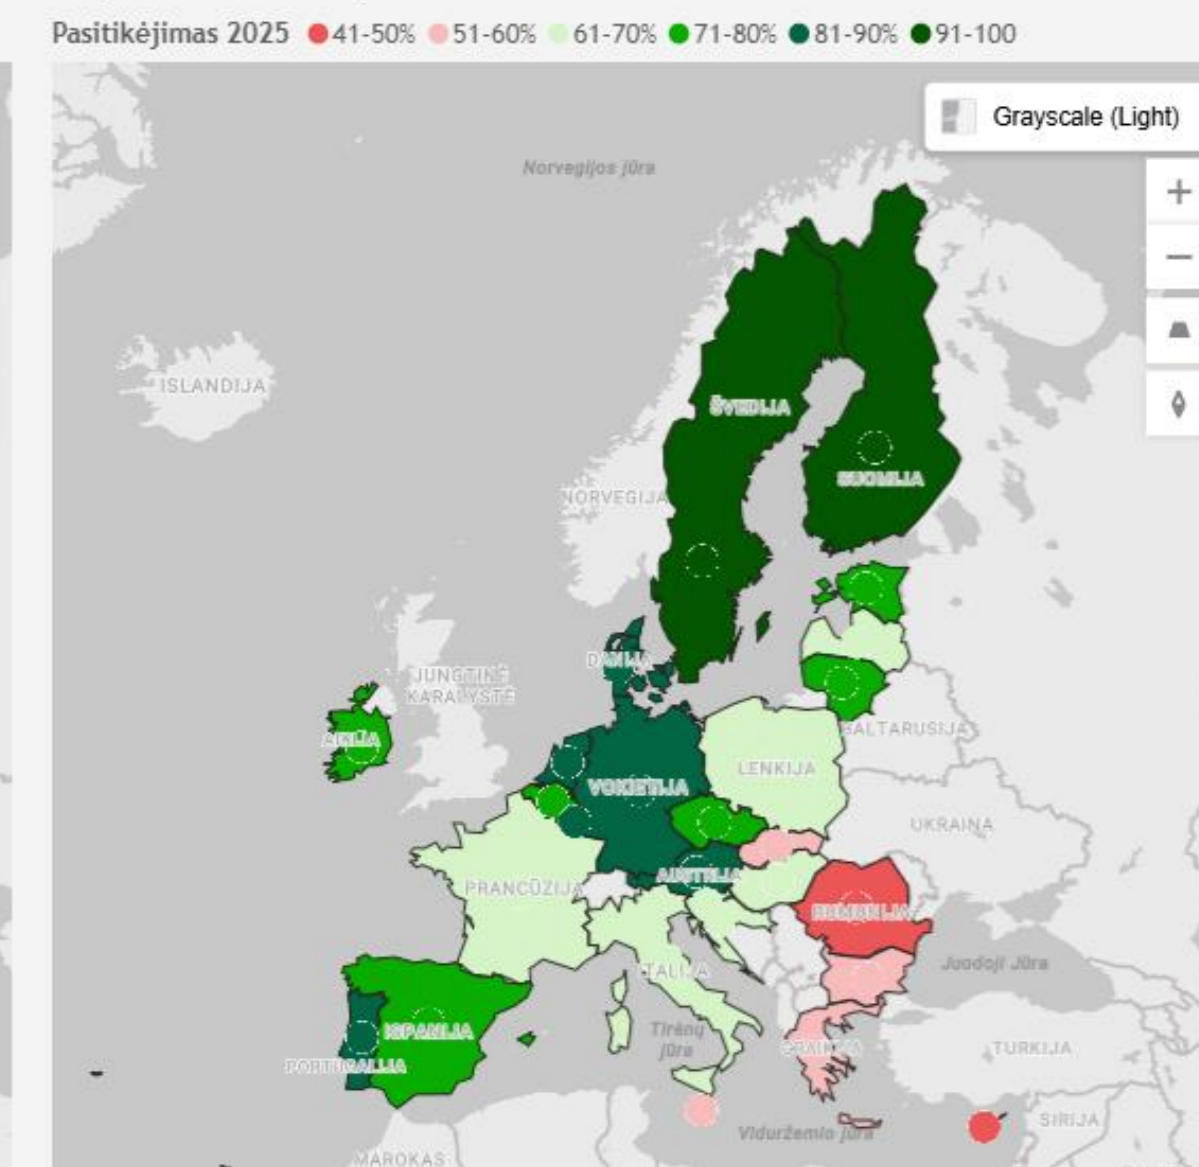 Pasitikėjimas 2025 41-50% 51-60% 61-70% 71-80% 81-90% 91-100
Grayscale (Light)
Norvegijos jūra
+
−
ISLANDIJA
ŠVEDIJA
SUOMIJA
NORVEGIJA
DANIJA
JUNGTINĖ
KARALYSTĖ
AIRIJA
BALTARUSIJA
LENKIJA
VOKIETIJA
UKRAINA
AUSTRIJA
PRANCŪZIJA
RUMUNIJA
Juodoji Jūra
ITALIJA
ISPANIJA
Tirėnų
jūra
GRAIKIJA
TURKIJA
PORTUGALIJA
SIRIJA
Viduržemio jūra
MAROKAS